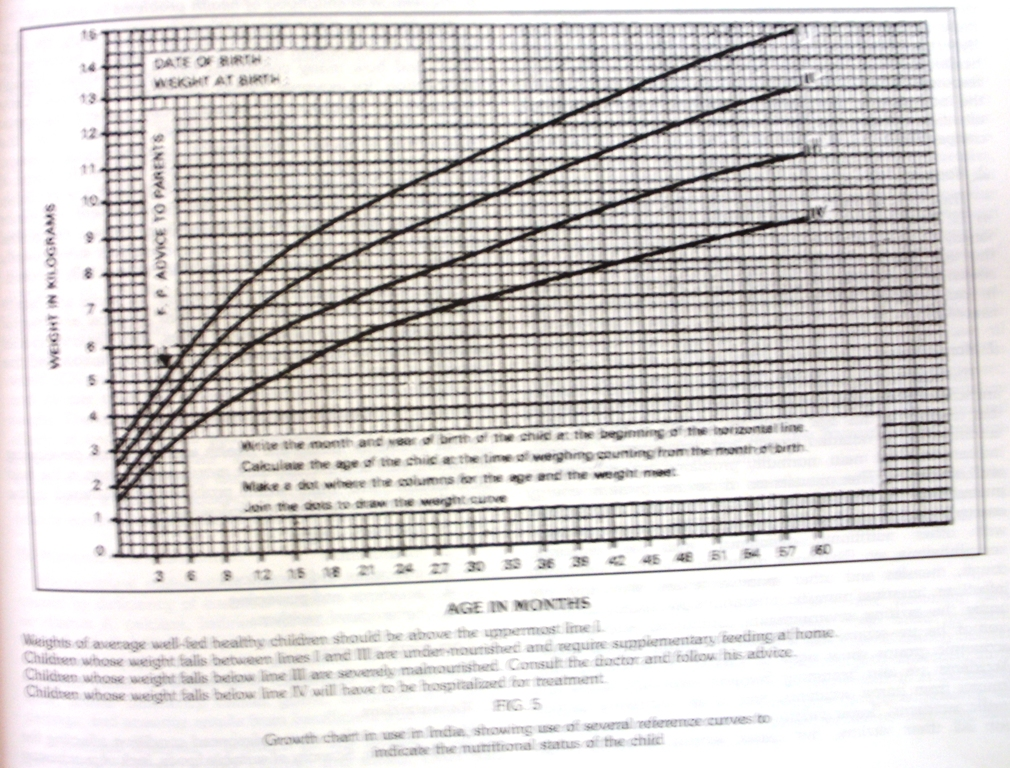 WEIGHT IN KILOGRAMS
15
14
13
12
11
10
9
8
7
6
5
4
3
2
1
0
DATE OF BIRTH :
WEIGHT AT BIRTH :
F. P. ADVICE TO PARENTS
I
II
III
IV
Write the month and year of birth of the child at the beginning of the horizontal line.
Calculate the age of the child at the time of weighing counting from the month of birth.
Make a dot where the columns for the age and the weight meet.
Join the dots to draw the weight curve
3 6 9 12 15 18 21 24 27 30 33 36 39 42 45 48 51 54 57 60
AGE IN MONTHS
Weights of average well-fed healthy children should be above the uppermost line I.
Children whose weight falls between lines I and III are under-nourished and require supplementary feeding at home.
Children whose weight falls below line III are severely malnourished. Consult the doctor and follow his advice.
Children whose weight falls below line IV will have to be hospitalized for treatment.
FIG. 5
Growth chart in use in India, showing use of several reference curves to
indicate the nutritional status of the child